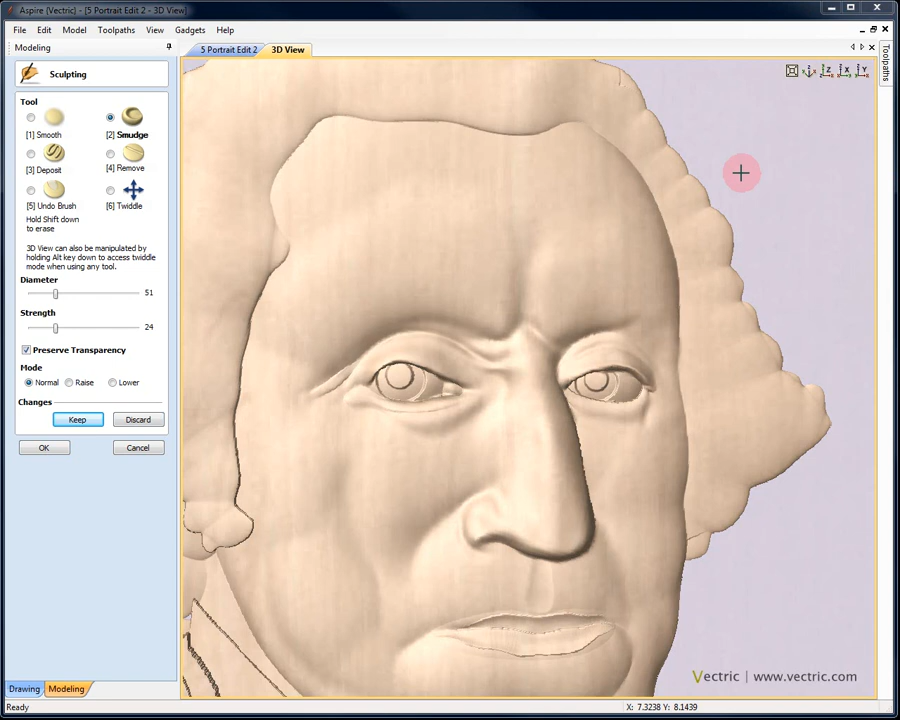 Aspire (Vectric) - [5 Portrait Edit 2 - 3D View]
File Edit Model Toolpaths View Gadgets Help
Modeling
5 Portrait Edit 2 3D View
Toolpaths
Sculpting
Tool
[1] Smooth [2] Smudge
[3] Deposit [4] Remove
[5] Undo Brush [6] Twiddle
Hold Shift down
to erase
3D View can also be manipulated by
holding Alt key down to access twiddle
mode when using any tool.
Diameter
51
Strength
24
Preserve Transparency
Mode
Normal Raise Lower
Changes
Keep Discard
OK Cancel
Vectric | www.vectric.com
Drawing Modeling
Ready X: 7.3238 Y: 8.1439